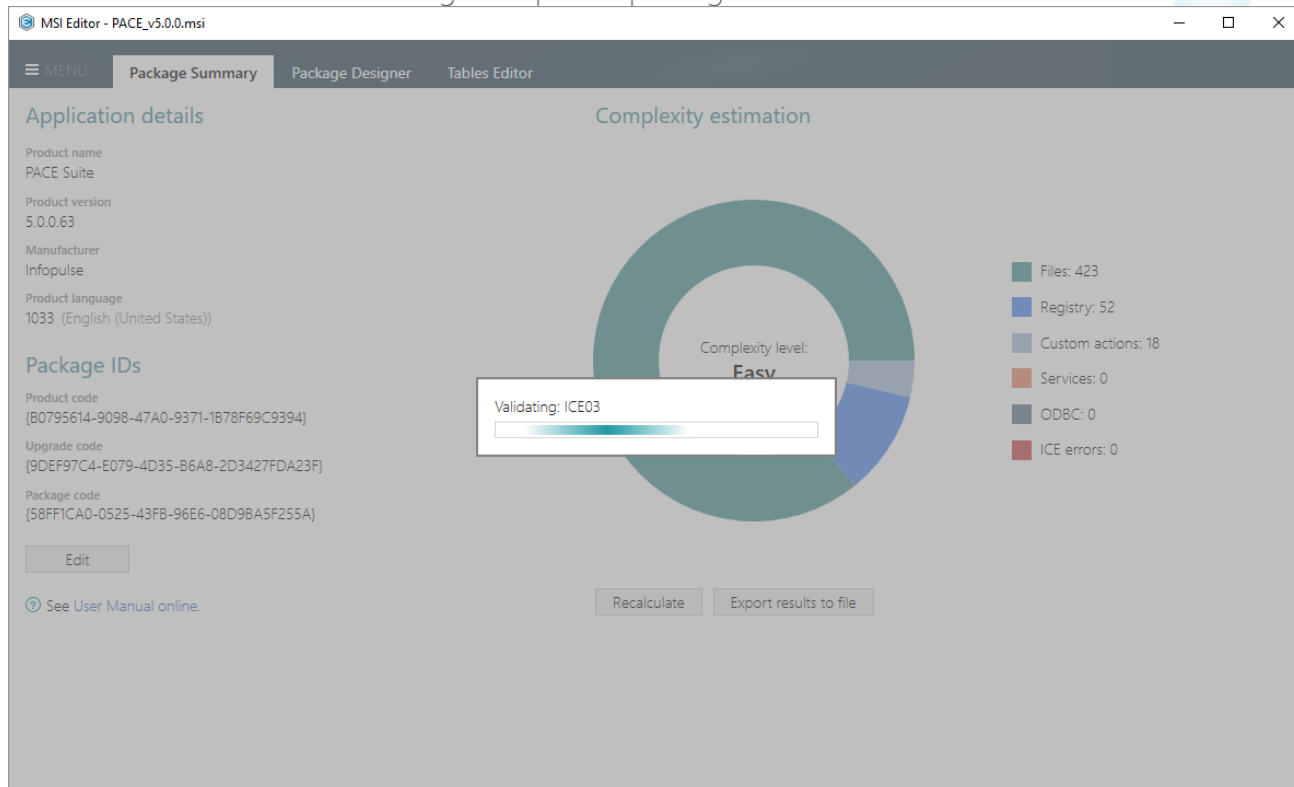 MSI Editor - PACE_v5.0.0.msi
MENU
Package Summary
Package Designer
Tables Editor
Application details
Product name
PACE Suite
Product version
5.0.0.63
Manufacturer
Infopulse
Product language
1033 (English (United States))
Package IDs
Product code
{B0795614-9098-47A0-9371-1B78F69C9394}
Upgrade code
{9DEF97C4-E079-4D35-B6A8-2D3427FDA23F}
Package code
{58FF1CA0-0525-43FB-96E6-08D9BA5F255A}
Edit
See User Manual online.
Complexity estimation
Complexity level:
Easy
Validating: ICE03
Files: 423
Registry: 52
Custom actions: 18
Services: 0
ODBC: 0
ICE errors: 0
Recalculate
Export results to file